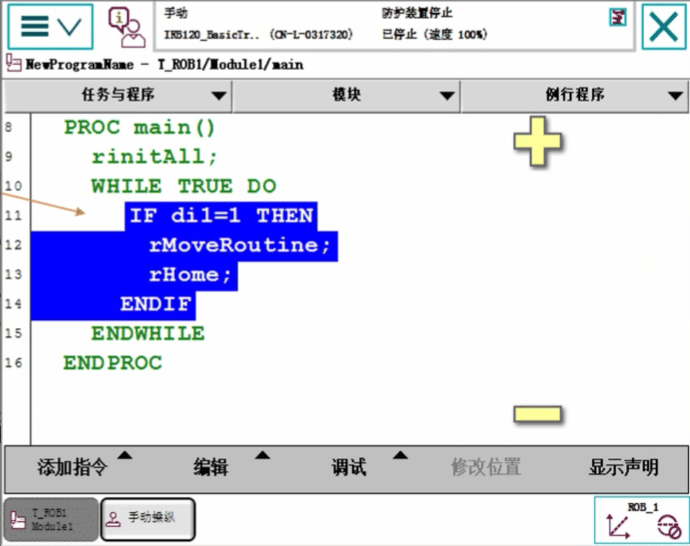 手动
防护装置停止
IRB120_BasicTr.. (CN-L-0317320)
已停止 (速度 100%)
NewProgramName - T_ROB1/Module1/main
任务与程序
模块
例行程序
8 PROC main()
9 rinitAll;
10 WHILE TRUE DO
11 IF di1=1 THEN
12 rMoveRoutine;
13 rHome;
14 ENDIF
15 ENDWHILE
16 ENDPROC
添加指令
编辑
调试
修改位置
显示声明
T_ROB1
Module1
手动操纵
ROB_1